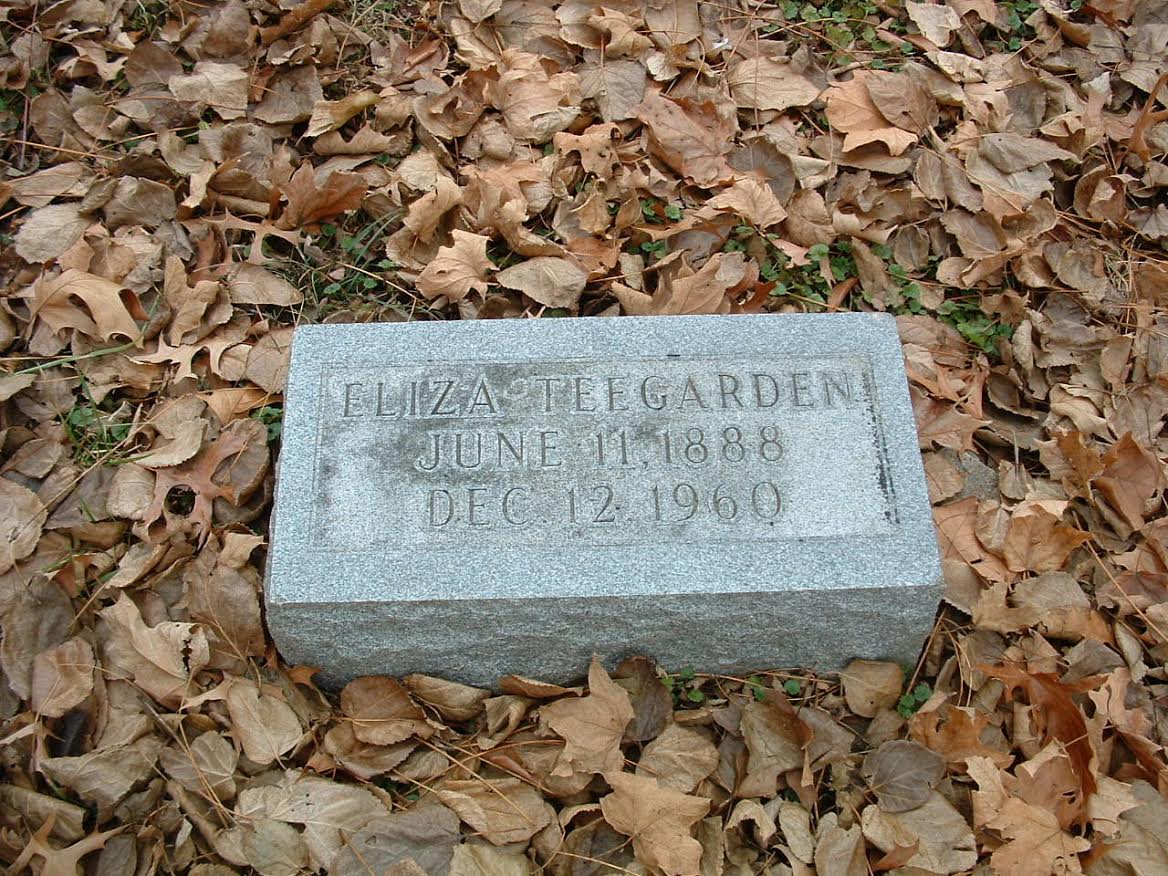 ELIZA TEEGARDEN
JUNE 11, 1888
DEC. 12, 1960